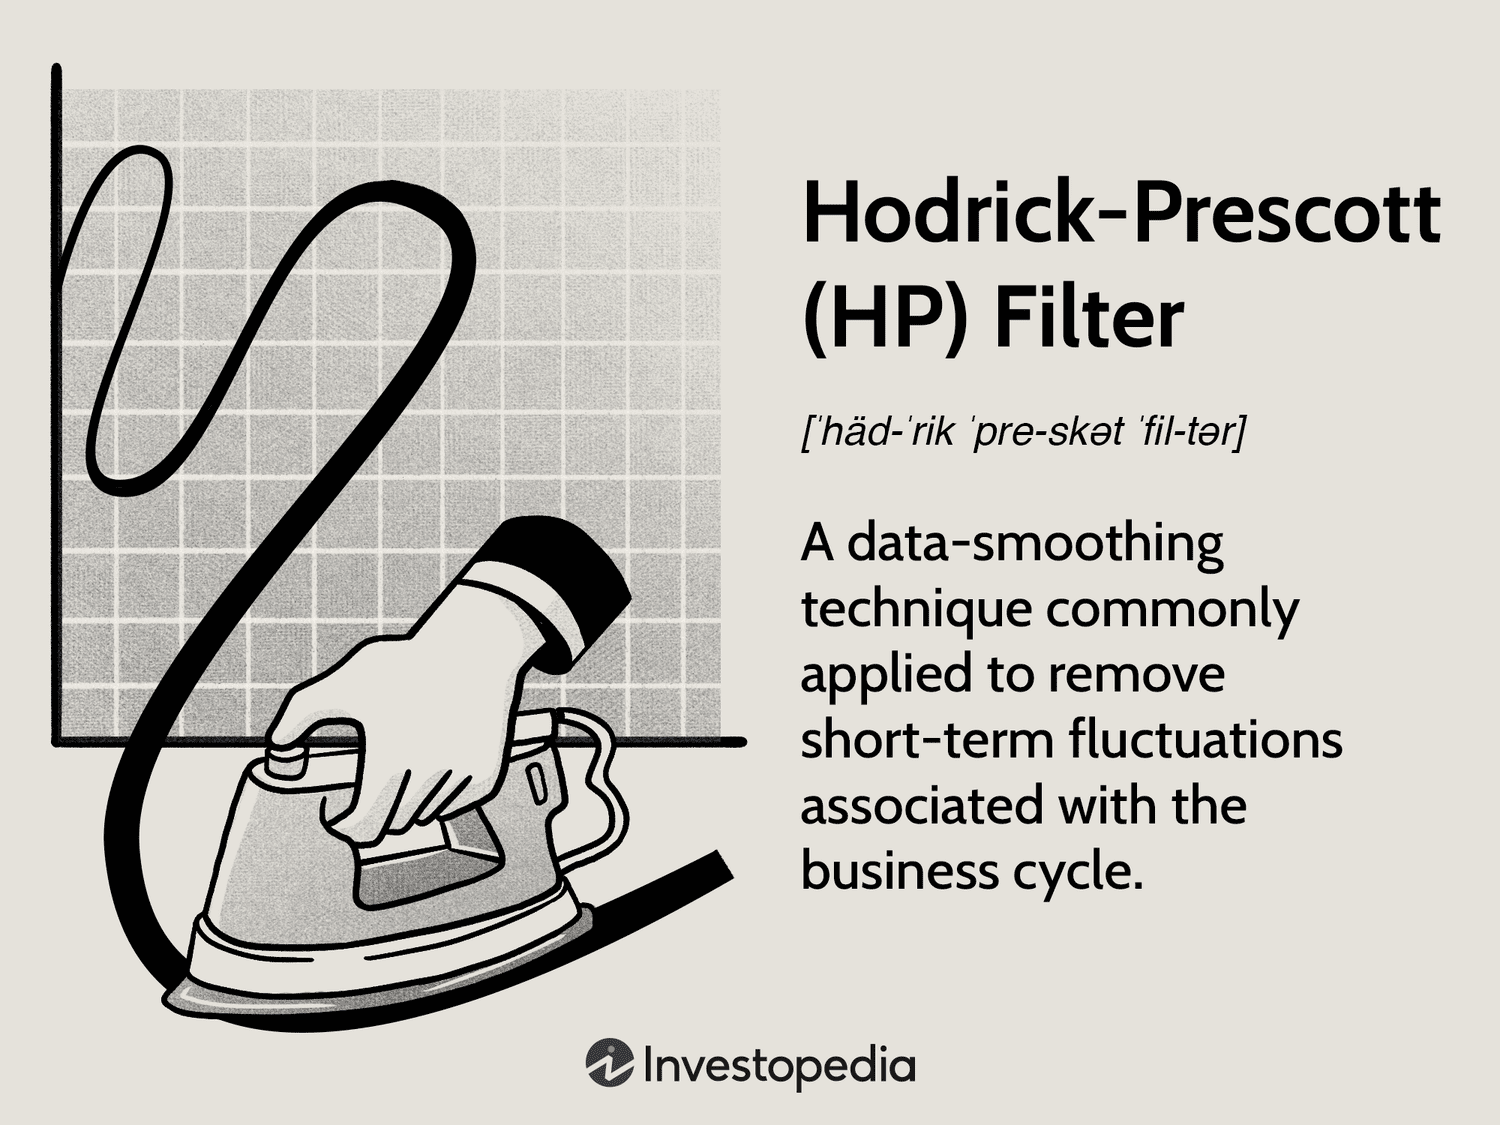 Hodrick-Prescott
(HP) Filter
[ˈhäd-ˈrik ˈpre-skət ˈfil-tər]
A data-smoothing
technique commonly
applied to remove
short-term fluctuations
associated with the
business cycle.
Investopedia